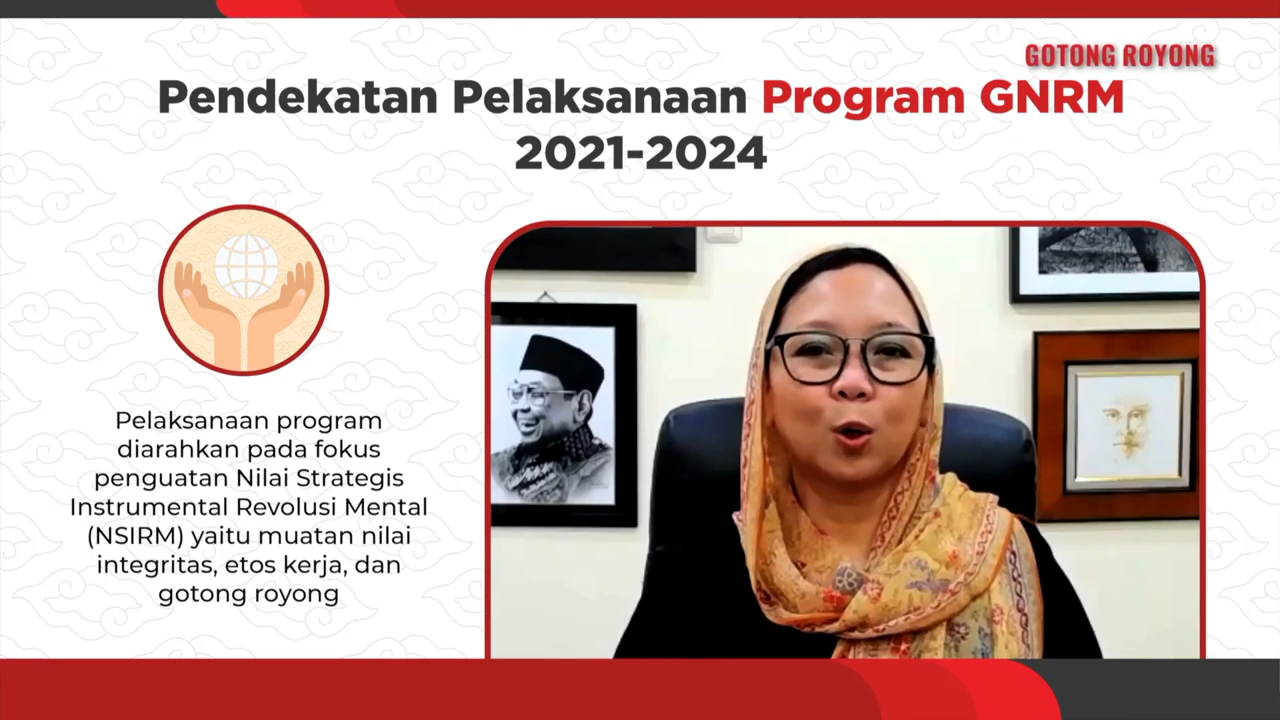 GOTONG ROYONG
Pendekatan Pelaksanaan Program GNRM
2021-2024
Pelaksanaan program
diarahkan pada fokus
penguatan Nilai Strategis
Instrumental Revolusi Mental
(NSIRM) yaitu muatan nilai
integritas, etos kerja, dan
gotong royong